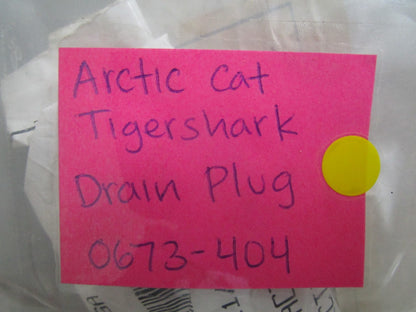 Arctic Cat
Tigershark
Drain Plug
0673-404